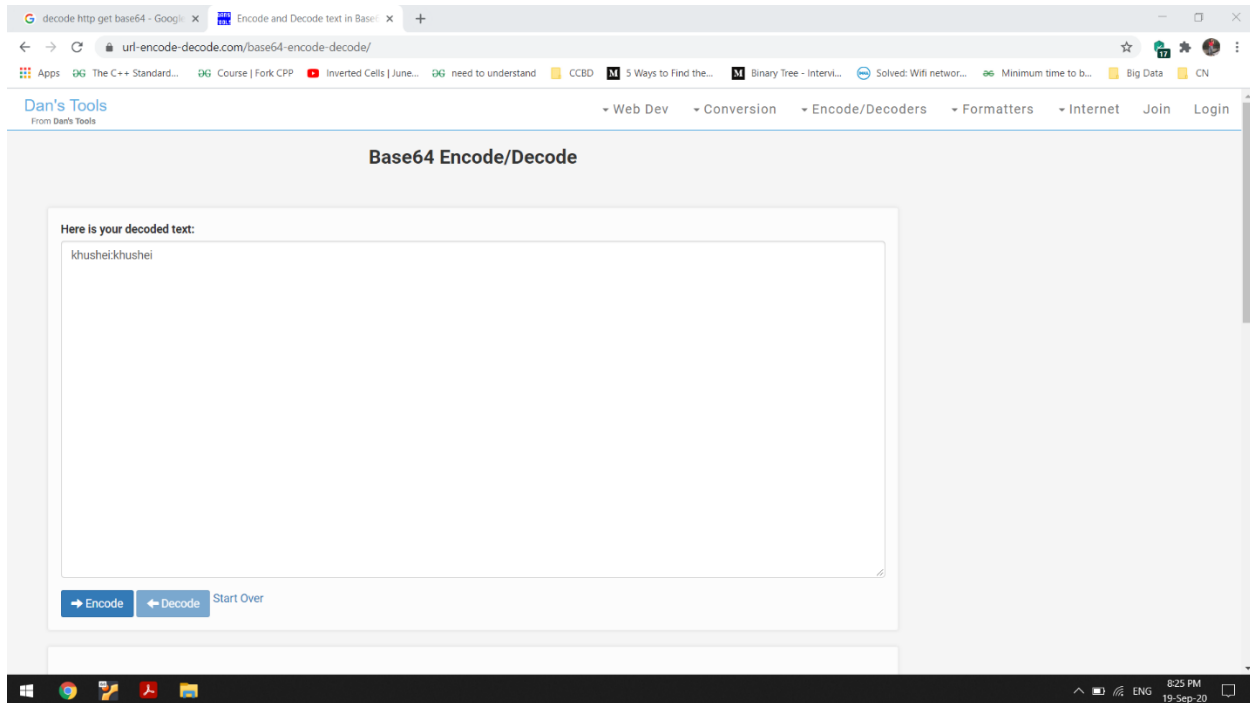 decode http get base64 - Googl
Encode and Decode text in Base
url-encode-decode.com/base64-encode-decode/
17
Apps
The C++ Standard...
Course | Fork CPP
Inverted Cells | June...
need to understand
CCBD
5 Ways to Find the...
Binary Tree - Intervi...
Solved: Wifi networ...
Minimum time to b...
Big Data
CN
Dan's Tools
From Dan's Tools
Web Dev
Conversion
Encode/Decoders
Formatters
Internet
Join
Login
Base64 Encode/Decode
Here is your decoded text:
khushei:khushei
Encode
Decode
Start Over
ENG
8:25 PM
19-Sep-20